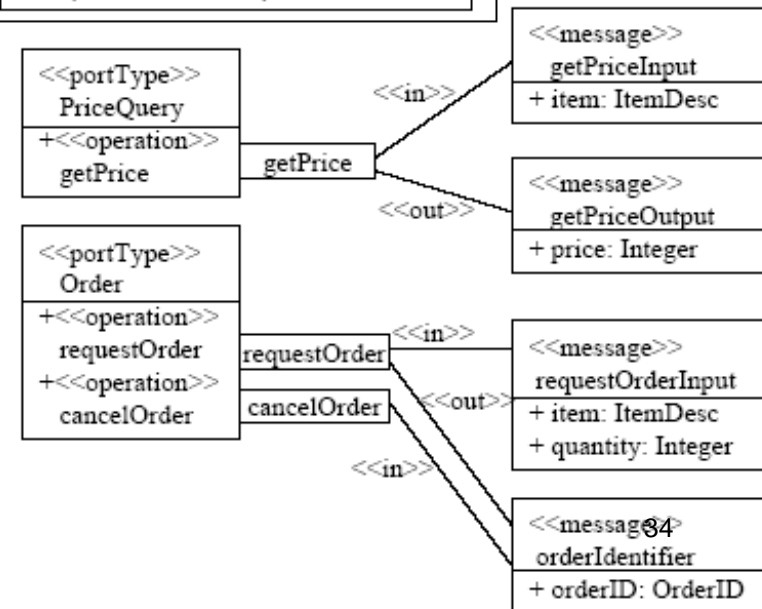 <<portType>>
PriceQuery
+<<operation>>
getPrice
getPrice
<<in>>
<<out>>
<<message>>
getPriceInput
+ item: ItemDesc
<<message>>
getPriceOutput
+ price: Integer
<<portType>>
Order
+<<operation>>
requestOrder
+<<operation>>
cancelOrder
requestOrder
cancelOrder
<<in>>
<<out>>
<<in>>
<<message>>
requestOrderInput
+ item: ItemDesc
+ quantity: Integer
<<message>>
34
orderIdentifier
+ orderID: OrderID